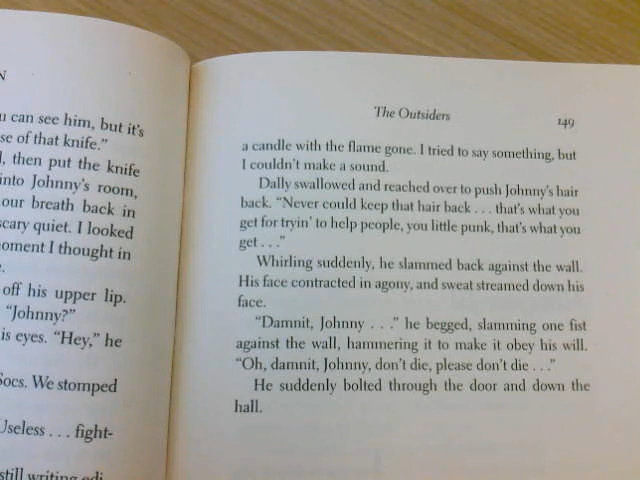 N
u can see him, but it's
se of that knife."
, then put the knife
into Johnny's room,
our breath back in
scary quiet. I looked
oment I thought in
off his upper lip.
"Johnny?"
is eyes. "Hey," he
Socs. We stomped
Useless . . . fight-
still writing edi-
The Outsiders
149
a candle with the flame gone. I tried to say something, but
I couldn't make a sound.
Dally swallowed and reached over to push Johnny's hair
back. "Never could keep that hair back . . . that's what you
get for tryin' to help people, you little punk, that's what you
get . . ."
Whirling suddenly, he slammed back against the wall.
His face contracted in agony, and sweat streamed down his
face.
"Damnit, Johnny . . ." he begged, slamming one fist
against the wall, hammering it to make it obey his will.
"Oh, damnit, Johnny, don't die, please don't die . . ."
He suddenly bolted through the door and down the
hall.